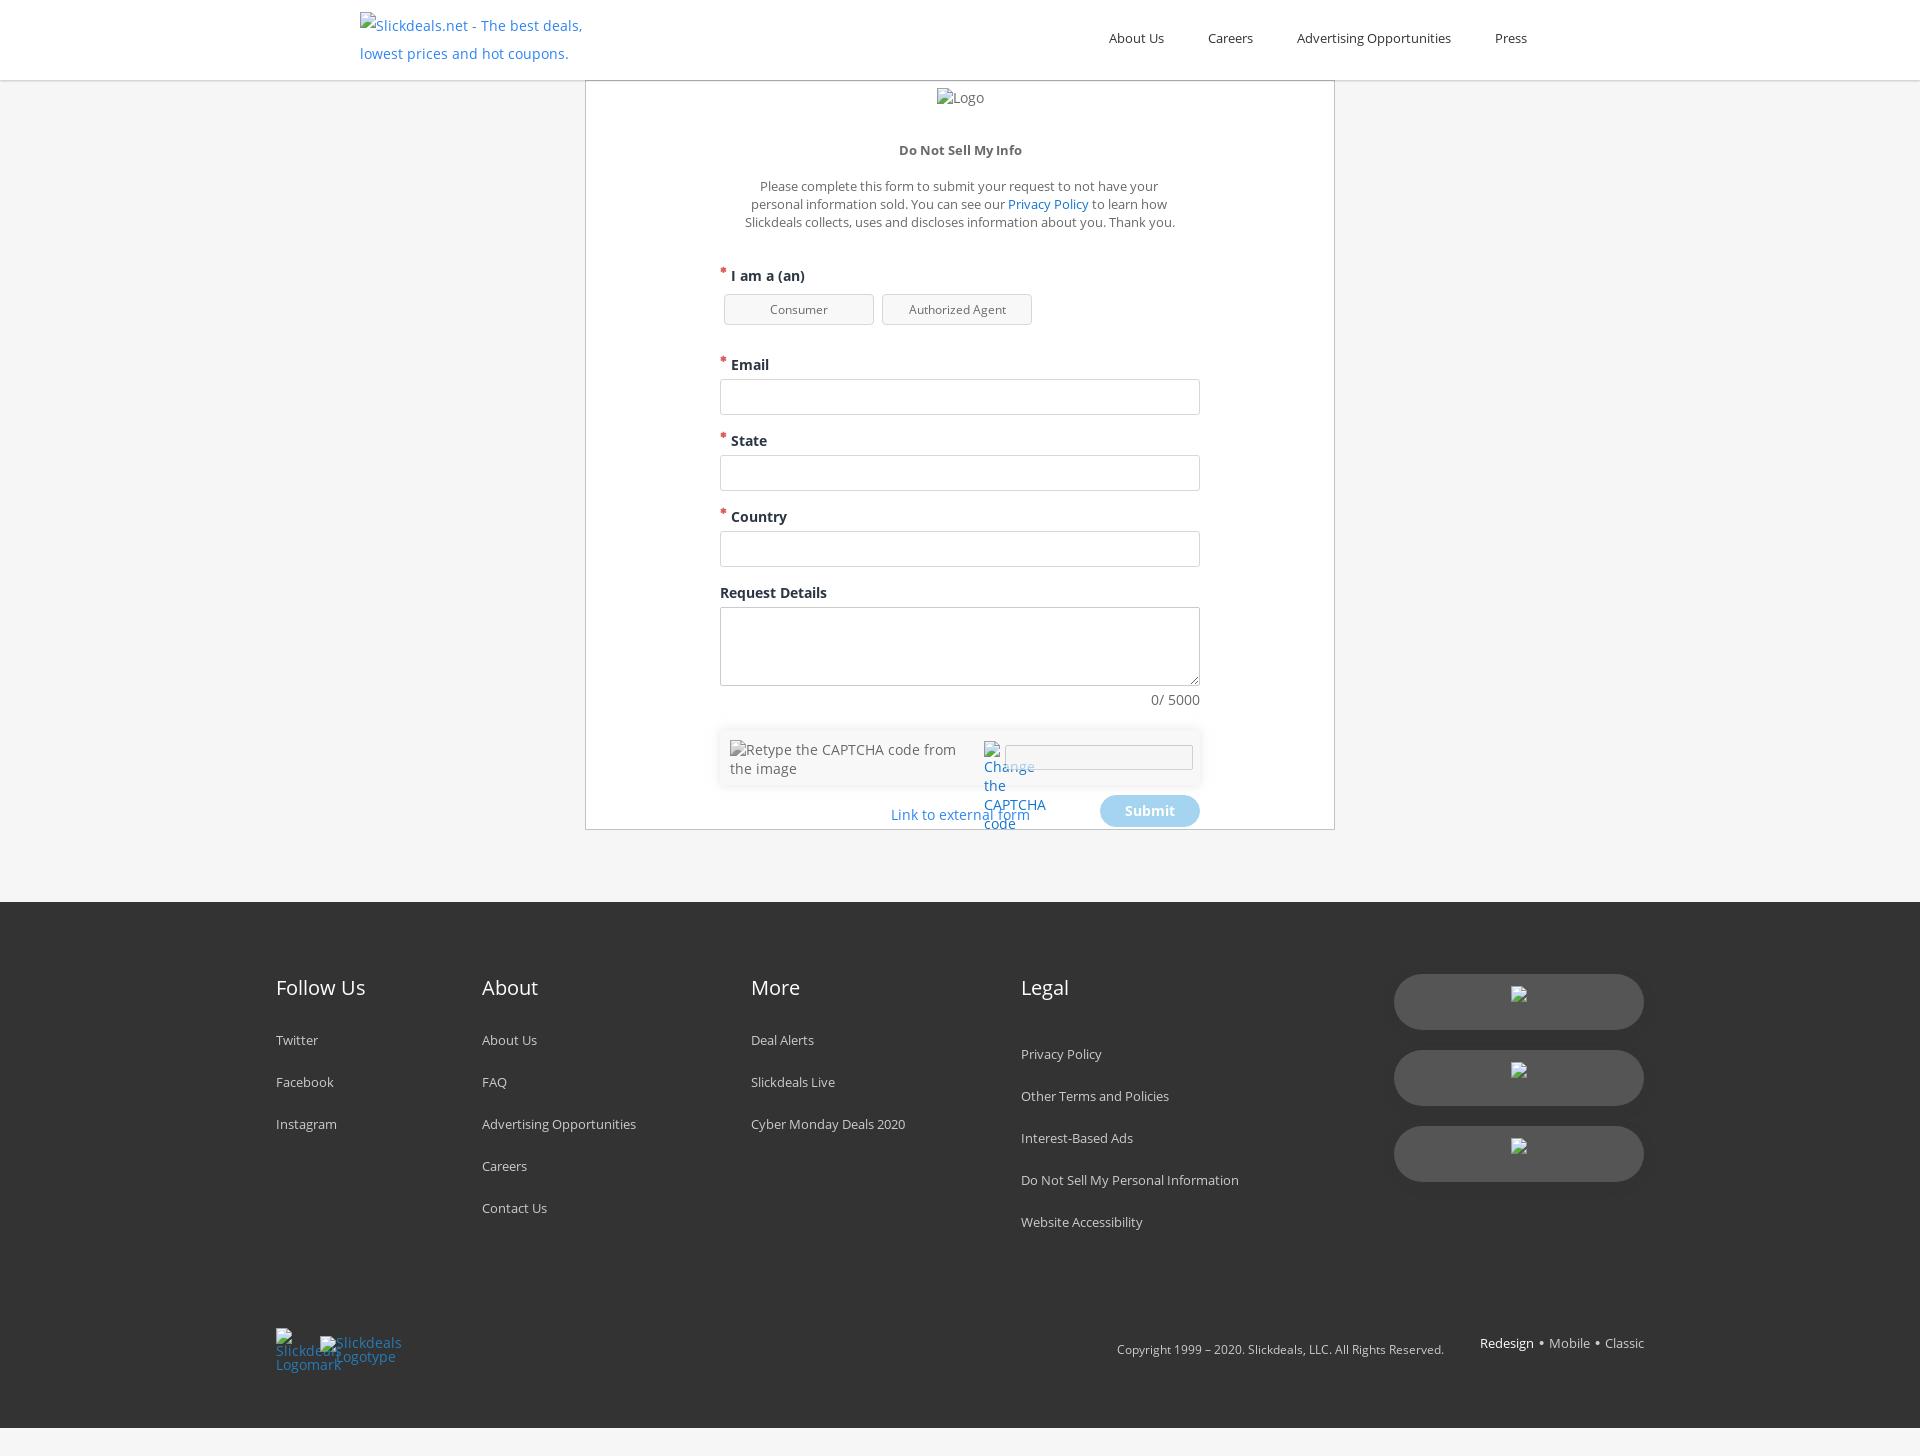 Slickdeals.net - The best deals,
lowest prices and hot coupons.
About Us
Careers
Advertising Opportunities
Press
Logo
Do Not Sell My Info
Please complete this form to submit your request to not have your
personal information sold. You can see our Privacy Policy to learn how
Slickdeals collects, uses and discloses information about you. Thank you.
* I am a (an)
Consumer
Authorized Agent
* Email
* State
* Country
Request Details
0/ 5000
Retype the CAPTCHA code from
the image
Change
the
CAPTCHA
code
Link to external form
Submit
Follow Us
Twitter
Facebook
Instagram
About
About Us
FAQ
Advertising Opportunities
Careers
Contact Us
More
Deal Alerts
Slickdeals Live
Cyber Monday Deals 2020
Legal
Privacy Policy
Other Terms and Policies
Interest-Based Ads
Do Not Sell My Personal Information
Website Accessibility
Slickdeals
Logomark
Slickdeals
Logotype
Copyright 1999 – 2020. Slickdeals, LLC. All Rights Reserved.
Redesign • Mobile • Classic